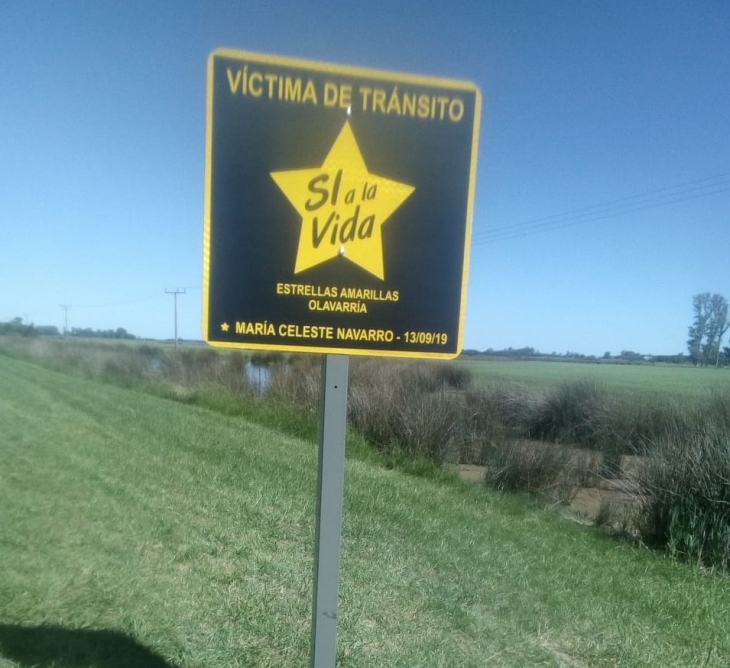 VÍCTIMA DE TRÁNSITO
SI a la
Vida
ESTRELLAS AMARILLAS
OLAVARRÍA
MARÍA CELESTE NAVARRO - 13/09/19